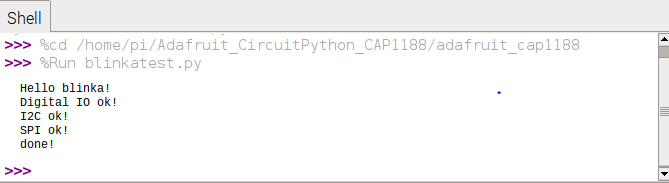 Shell
>>> %cd /home/pi/Adafruit_CircuitPython_CAP1188/adafruit_cap1188
>>> %Run blinkatest.py
Hello blinka!
Digital IO ok!
I2C ok!
SPI ok!
done!
>>>